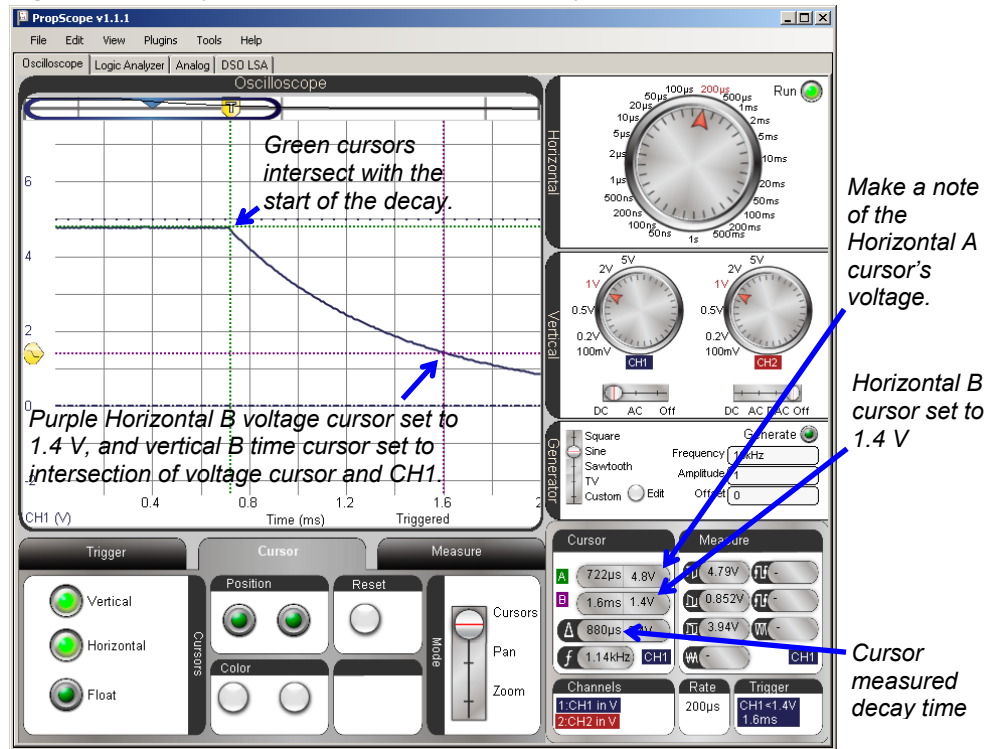 PropScope v1.1.1
File Edit View Plugins Tools Help
Oscilloscope Logic Analyzer Analog DSO LSA
Oscilloscope
T
Green cursors
intersect with the
start of the decay.
6
4
2
0
-2
Purple Horizontal B voltage cursor set to
1.4 V, and vertical B time cursor set to
intersection of voltage cursor and CH1.
0.4 0.8 1.2 1.6 2
CH1 (V) Time (ms) Triggered
Horizontal
Run
50ns 100ns 200ns 500ns 1µs 2µs 5µs 10µs 20µs 50µs 100µs 200µs 500µs 1ms 2ms 5ms 10ms 20ms 50ms 100ms 200ms 500ms 1s
Vertical
100mV 0.2V 0.5V 1V 2V 5V
CH1
DC AC Off
100mV 0.2V 0.5V 1V 2V 5V
CH2
DC AC DAC Off
Generator
Square
Sine
Sawtooth
TV
Custom Edit
Generate
Frequency kHz
Amplitude 1
Offset 0
Trigger Cursor Measure
Vertical
Horizontal
Float
Cursors
Position
Reset
Color
Mode
Cursors
Pan
Zoom
Cursor
A 722µs 4.8V
B 1.6ms 1.4V
Δ 880µs
f 1.14kHz CH1
Measure
4.79V -
0.852V -
3.94V -
- CH1
Channels
1:CH1 in V
2:CH2 in V
Rate
200µs
Trigger
CH1<1.4V
1.6ms
Make a note
of the
Horizontal A
cursor's
voltage.
Horizontal B
cursor set to
1.4 V
Cursor
measured
decay time